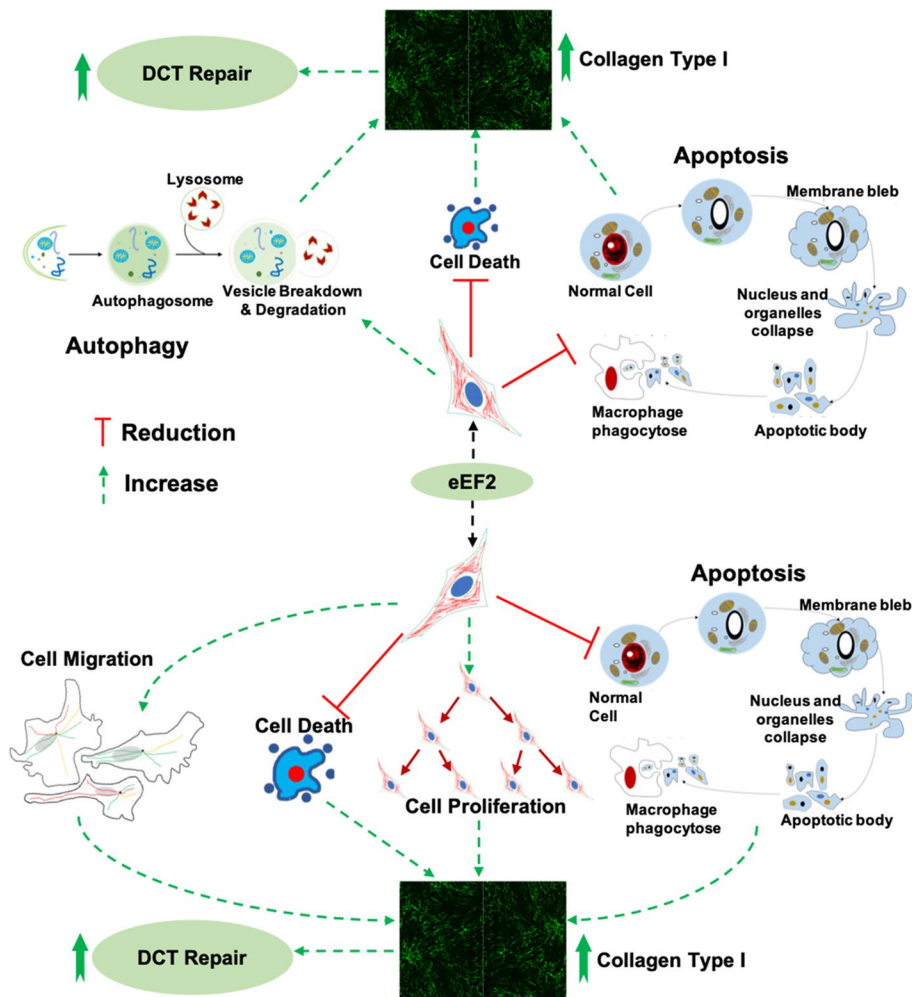 DCT Repair
Collagen Type I
Apoptosis
Lysosome
Membrane bleb
Cell Death
Normal Cell
Autophagosome
Vesicle Breakdown
& Degradation
Nucleus and
organelles
collapse
Autophagy
Macrophage
phagocytose
Apoptotic body
Reduction
Increase
eEF2
Apoptosis
Membrane bleb
Cell Migration
Normal
Cell
Nucleus and
organelles
collapse
Cell Death
Cell Proliferation
Macrophage
phagocytose
Apoptotic body
DCT Repair
Collagen Type I